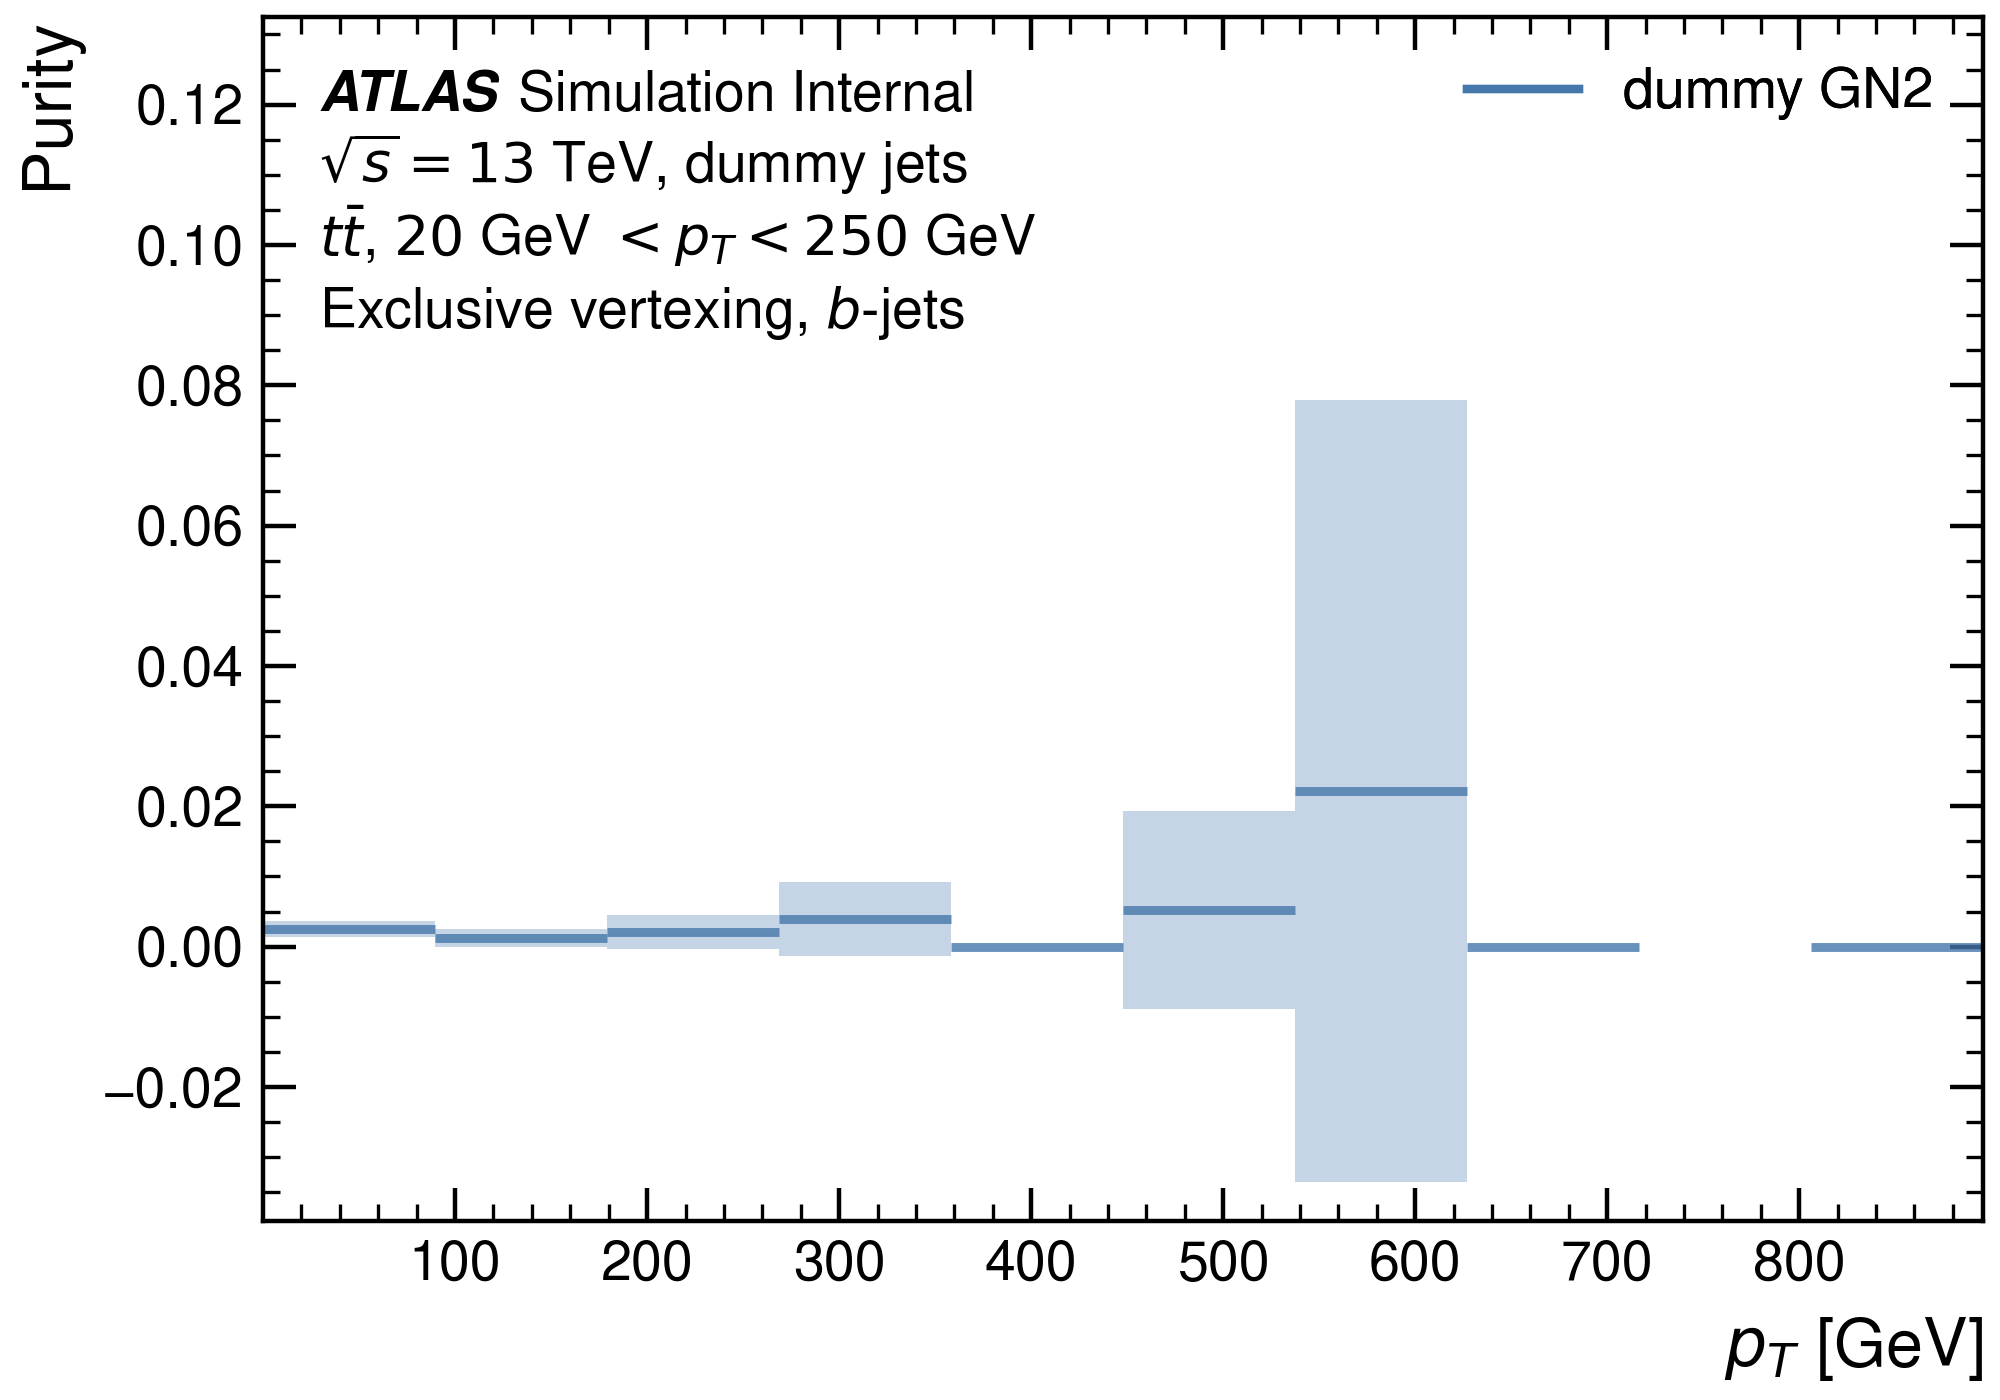 Purity
ATLAS Simulation Internal
√s = 13 TeV, dummy jets
tt̄, 20 GeV < p_T < 250 GeV
Exclusive vertexing, b-jets
dummy GN2
0.12
0.10
0.08
0.06
0.04
0.02
0.00
−0.02
100 200 300 400 500 600 700 800
p_T [GeV]